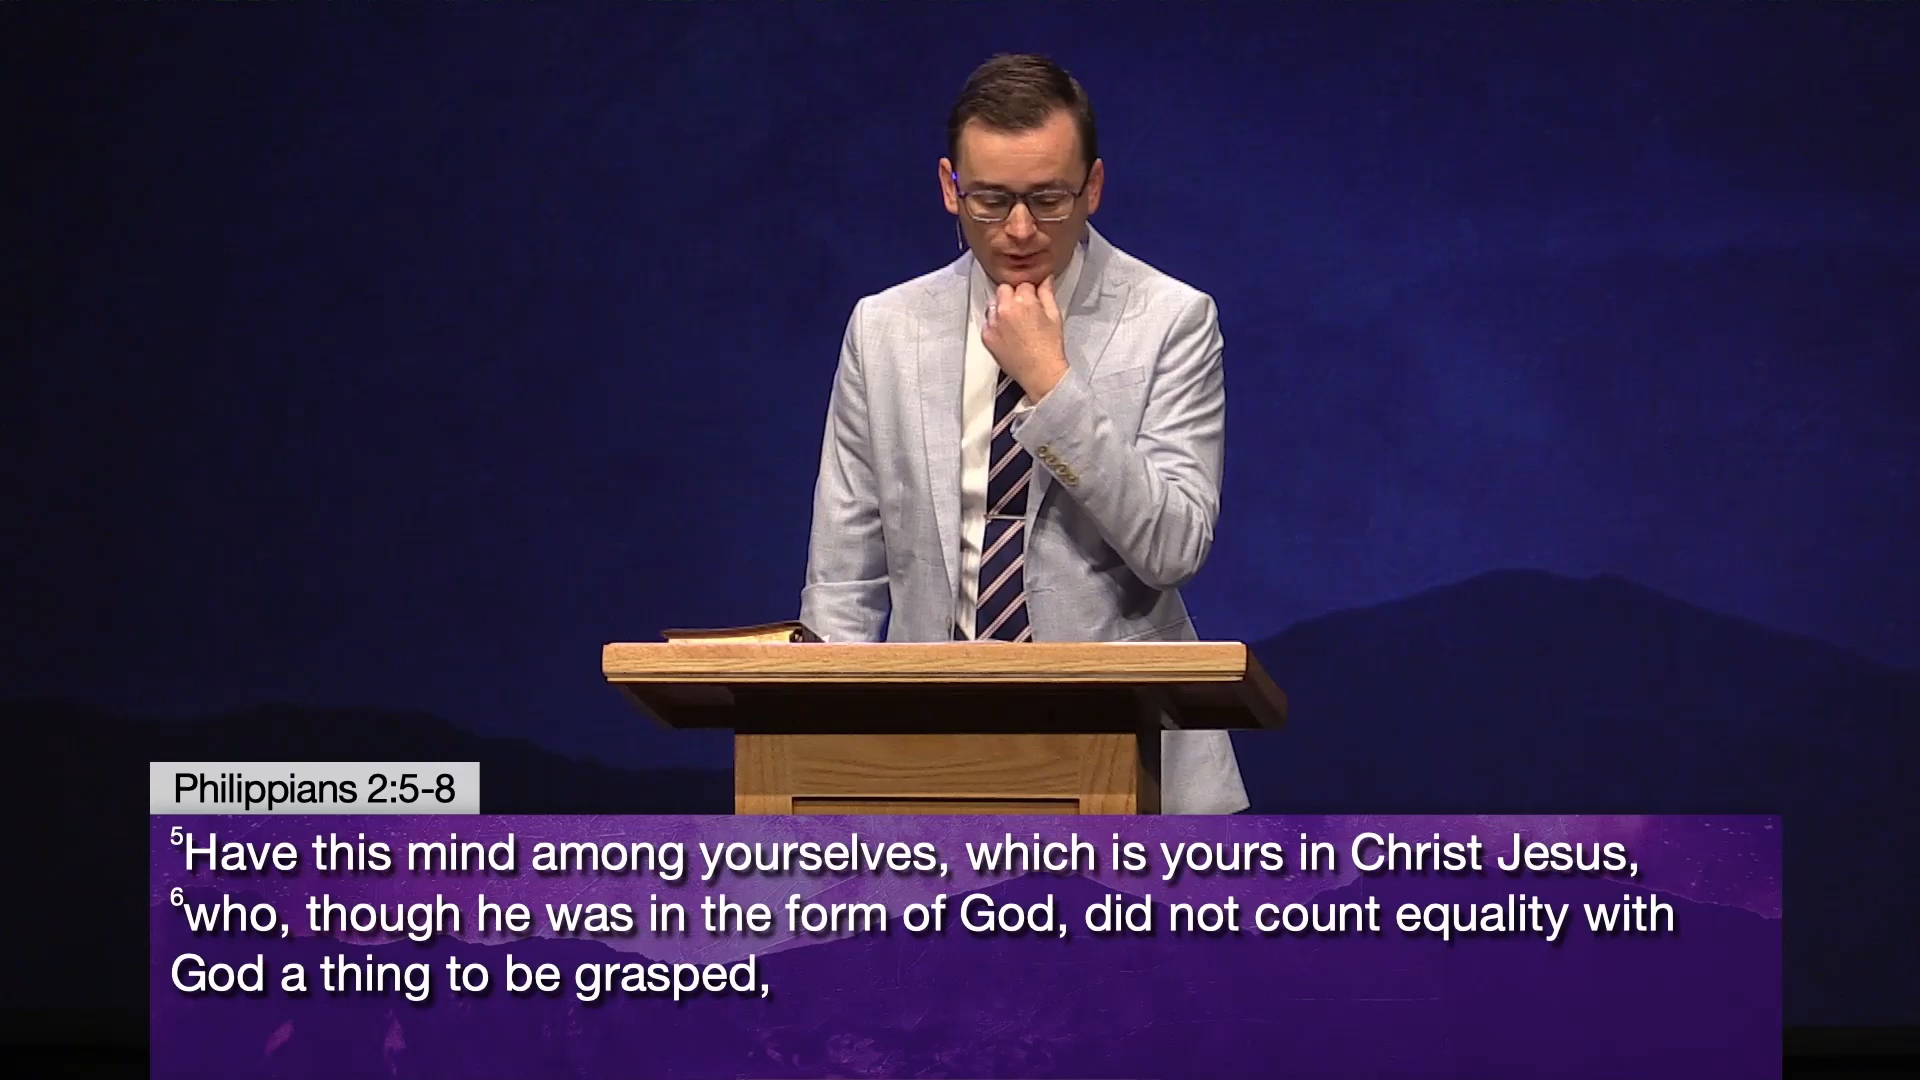 Philippians 2:5-8
5Have this mind among yourselves, which is yours in Christ Jesus,
6who, though he was in the form of God, did not count equality with
God a thing to be grasped,